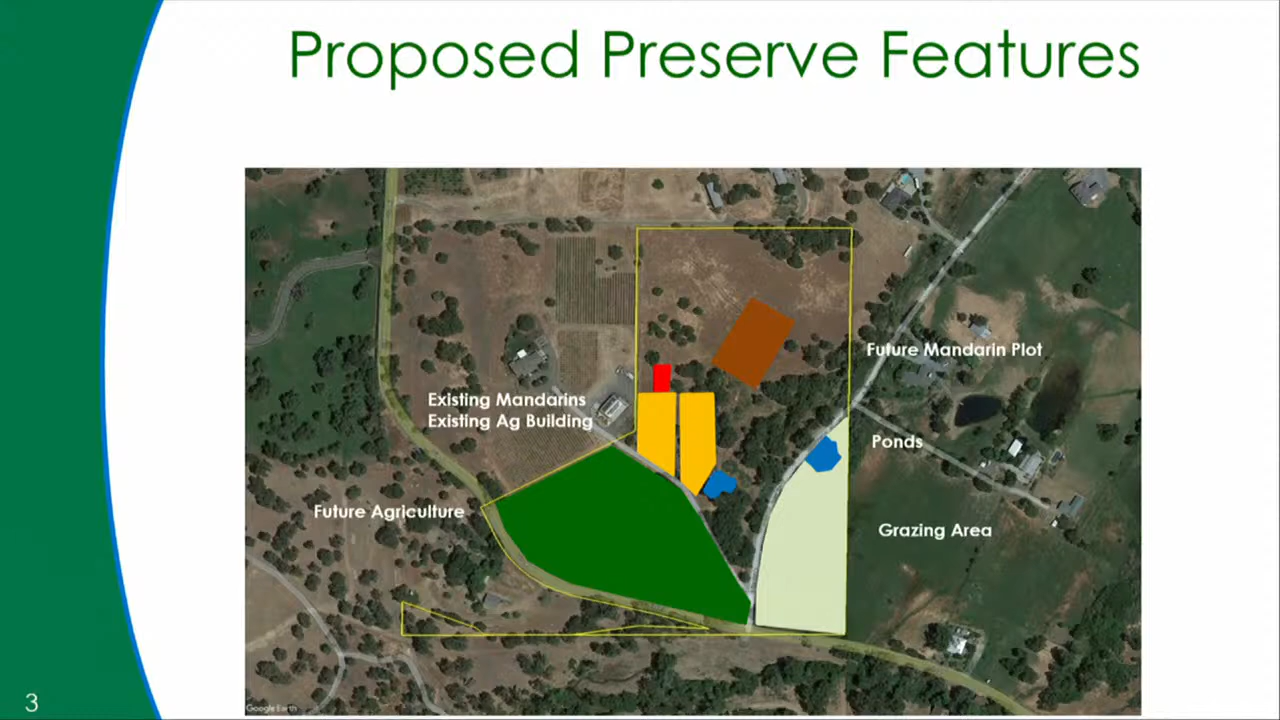 Proposed Preserve Features
Future Mandarin Plot
Existing Mandarins
Existing Ag Building
Ponds
Future Agriculture
Grazing Area
3
Google Earth